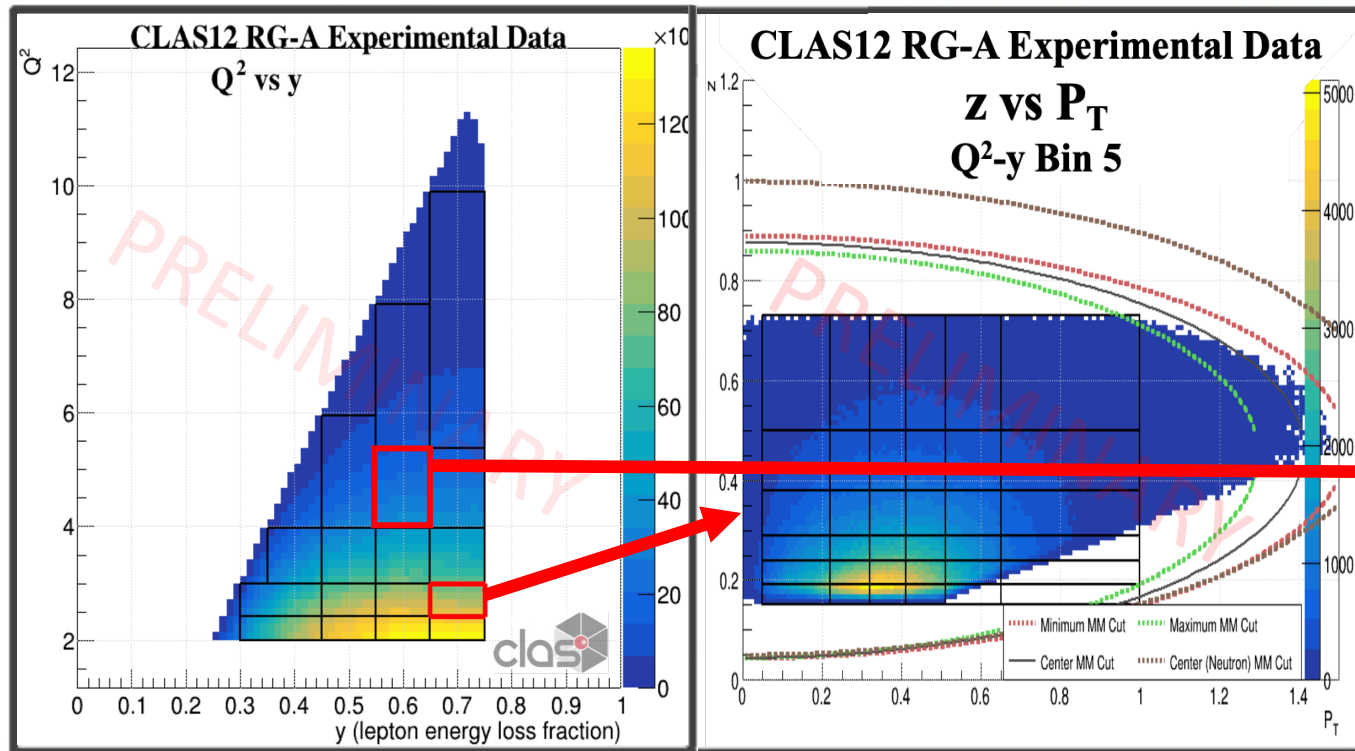 CLAS12 RG-A Experimental Data
Q² vs y
Q²
×10
12
10
8
6
4
2
0 0.1 0.2 0.3 0.4 0.5 0.6 0.7 0.8 0.9 1
y (lepton energy loss fraction)
120
100
80
60
40
20
0
PRELIMINARY
clas
CLAS12 RG-A Experimental Data
z vs P_T
Q²-y Bin 5
z
1.2
1
0.8
0.6
0.4
0.2
0
0 0.2 0.4 0.6 0.8 1 1.2 1.4
P_T
5000
4000
3000
2000
1000
0
PRELIMINARY
Minimum MM Cut
Maximum MM Cut
Center MM Cut
Center (Neutron) MM Cut